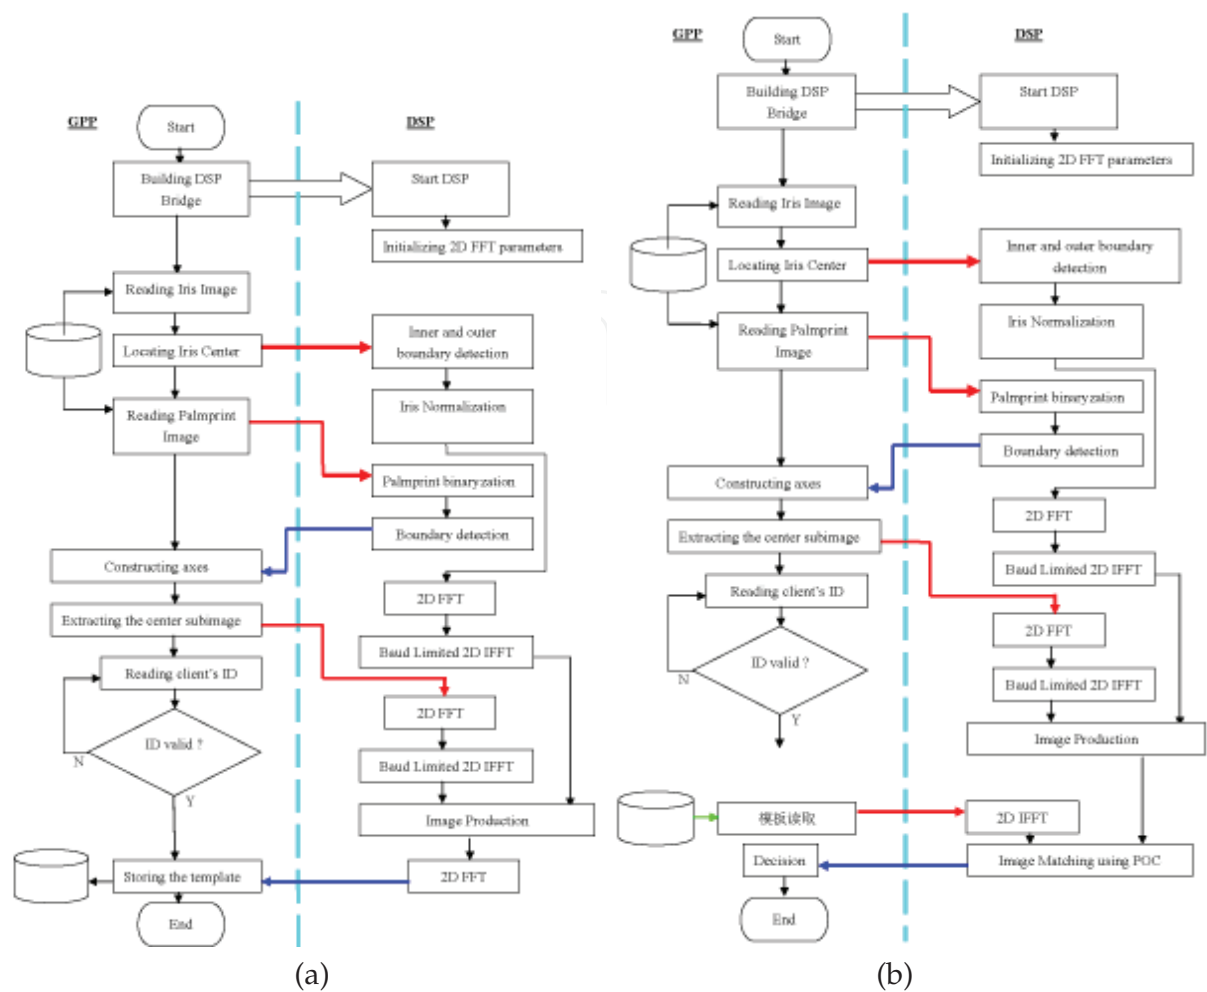 GPP
DSP
Start
Building DSP
Bridge
Start DSP
Initializing 2D FFT parameters
Reading Iris Image
Locating Iris Center
Inner and outer
boundary detection
Iris Normalization
Reading Palmprint
Image
Palmprint binaryzation
Boundary detection
Constructing axes
2D FFT
Extracting the center subimage
Baud Limited 2D IFFT
Reading client's ID
2D FFT
ID valid ?
N
Y
Baud Limited 2D IFFT
Image Production
Storing the template
2D FFT
End
(a)
GPP
DSP
Start
Building DSP
Bridge
Start DSP
Initializing 2D FFT parameters
Reading Iris Image
Locating Iris Center
Inner and outer boundary
detection
Iris Normalization
Reading Palmprint
Image
Palmprint binaryzation
Boundary detection
Constructing axes
2D FFT
Extracting the center subimage
Baud Limited 2D IFFT
Reading client's ID
2D FFT
ID valid ?
N
Y
Baud Limited 2D IFFT
Image Production
模板读取
2D IFFT
Decision
Image Matching using POC
End
(b)